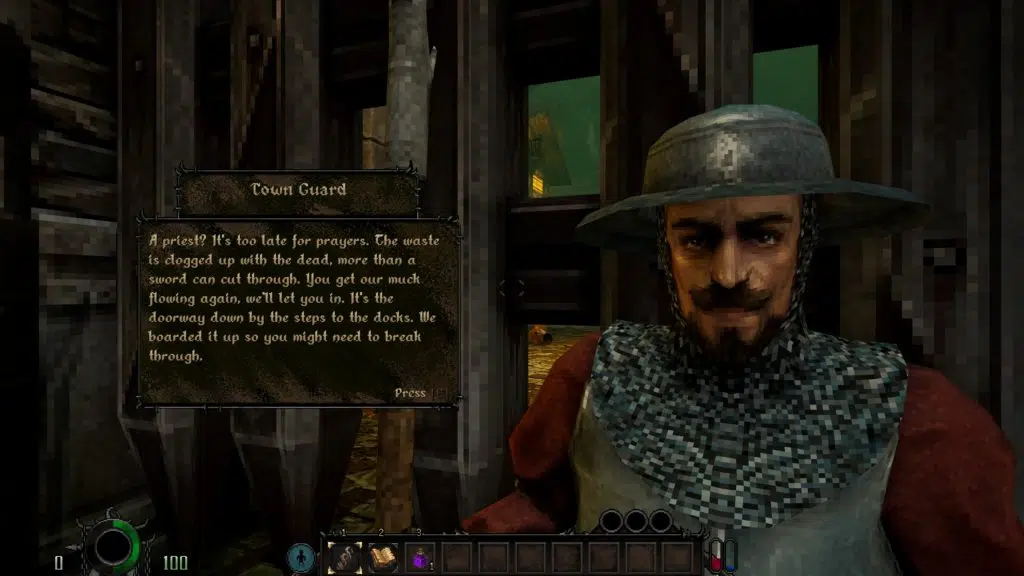 Town Guard
A priest? It's too late for prayers. The waste
is clogged up with the dead, more than a
sword can cut through. You get our muck
flowing again, we'll let you in. It's the
doorway down by the steps to the docks. We
boarded it up so you might need to break
through.
Press
1 2 3
1
0 100